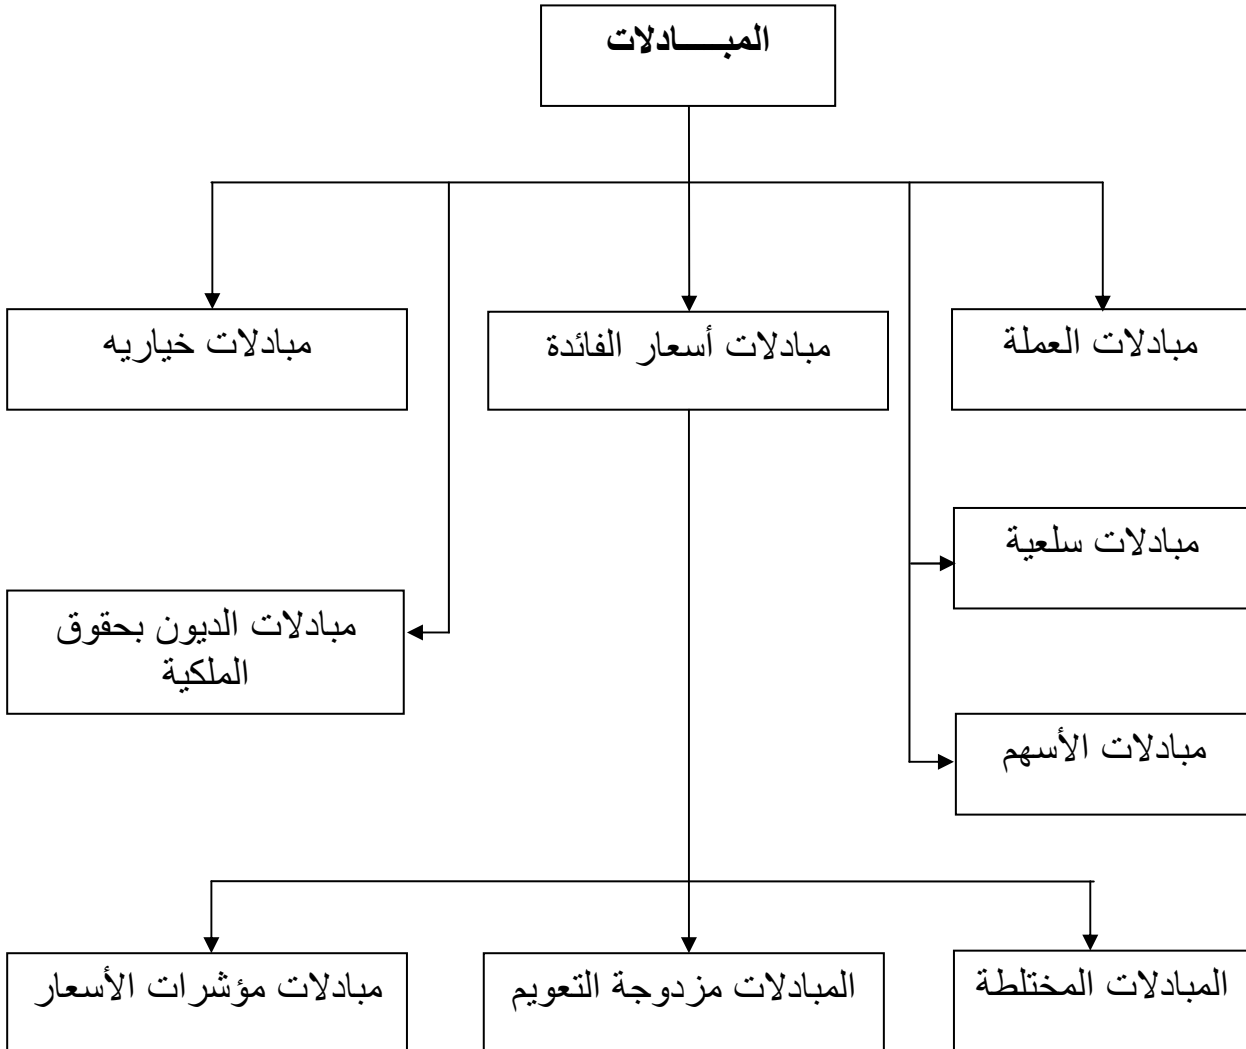 المبــــــادلات
مبادلات العملة
مبادلات أسعار الفائدة
مبادلات خياريه
مبادلات سلعية
مبادلات الديون بحقوق
الملكية
مبادلات الأسهم
المبادلات المختلطة
المبادلات مزدوجة التعويم
مبادلات مؤشرات الأسعار